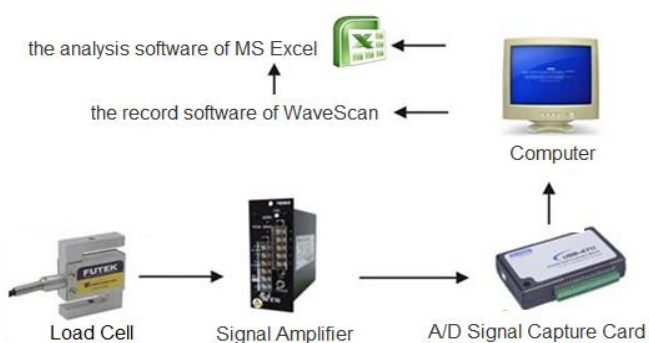 the analysis software of MS Excel
the record software of WaveScan
Computer
FUTEK
Load Cell
Signal Amplifier
A/D Signal Capture Card